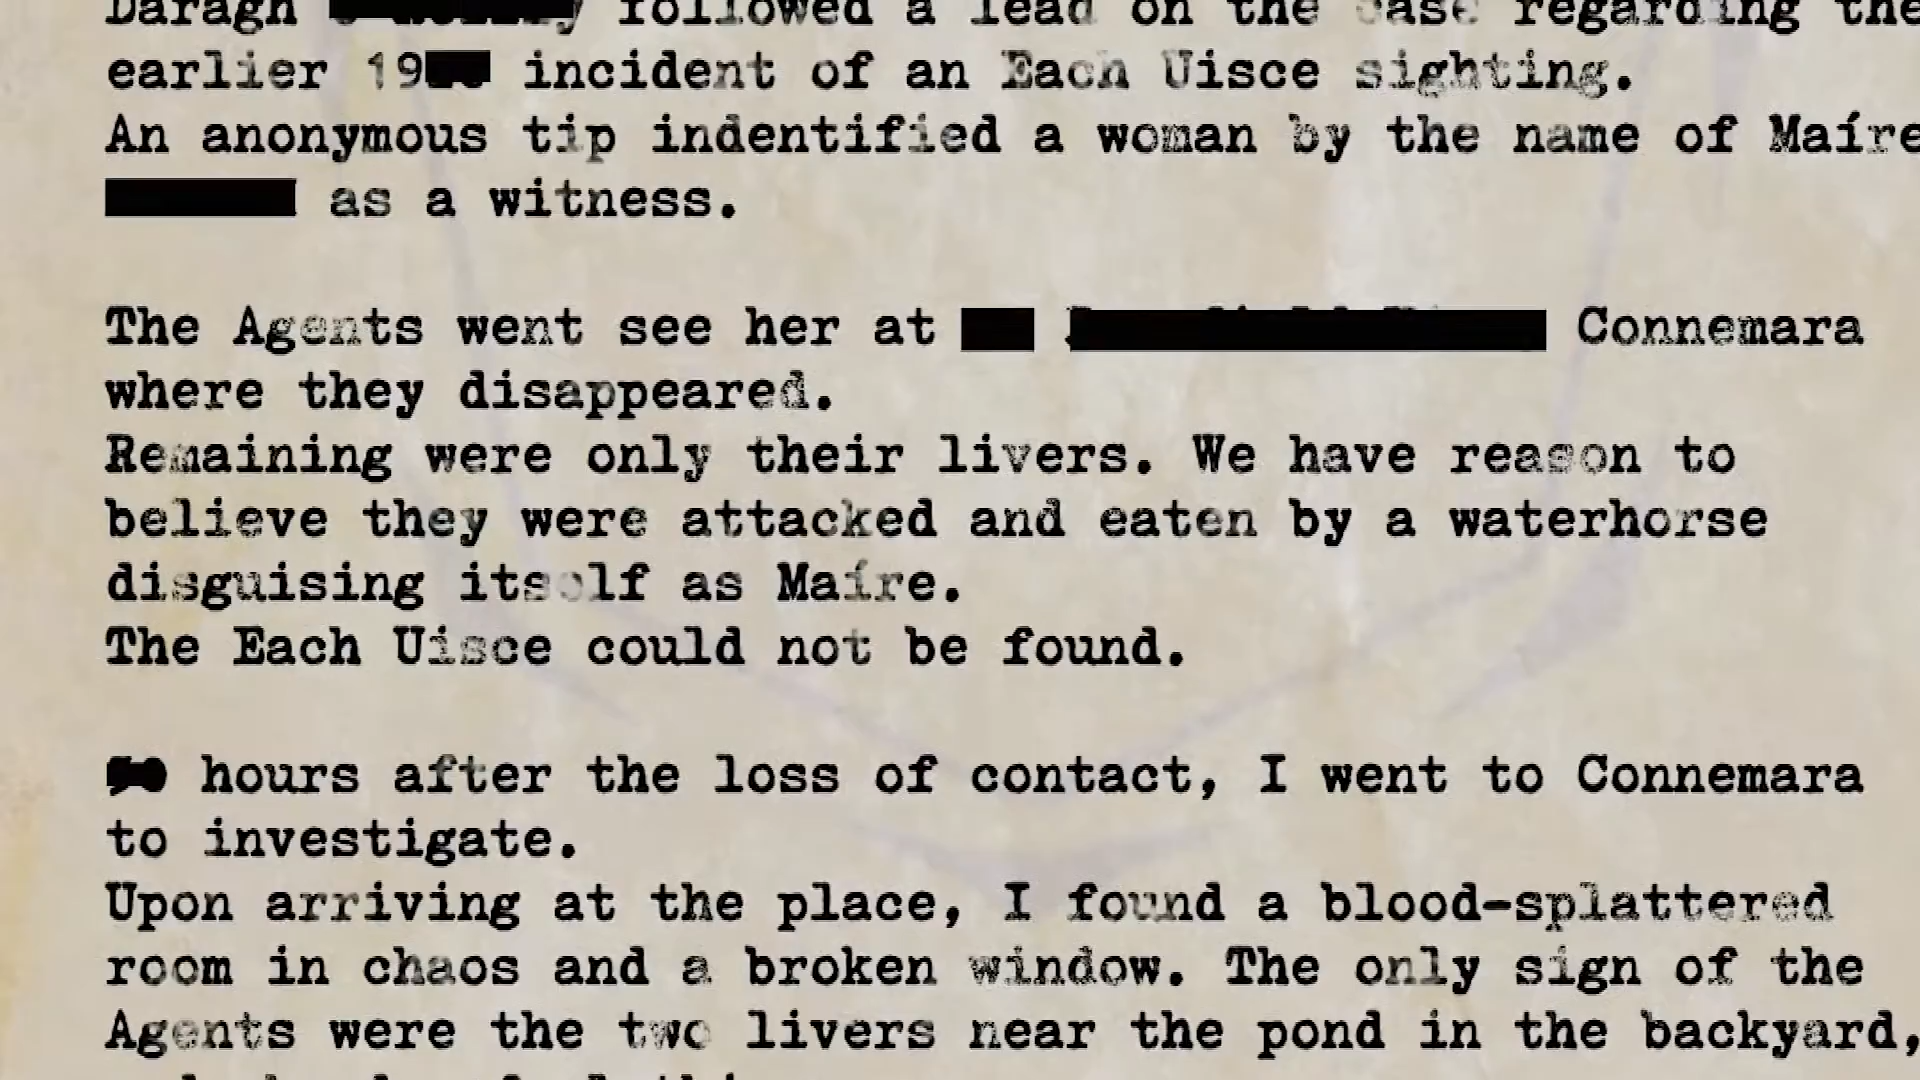 Daragh followed a lead on the case regarding the
earlier 19 incident of an Each Uisce sighting.
An anonymous tip indentified a woman by the name of Maíre
as a witness.
The Agents went see her at Connemara
where they disappeared.
Remaining were only their livers. We have reason to
believe they were attacked and eaten by a waterhorse
disguising itself as Maíre.
The Each Uisce could not be found.
hours after the loss of contact, I went to Connemara
to investigate.
Upon arriving at the place, I found a blood-splattered
room in chaos and a broken window. The only sign of the
Agents were the two livers near the pond in the backyard,